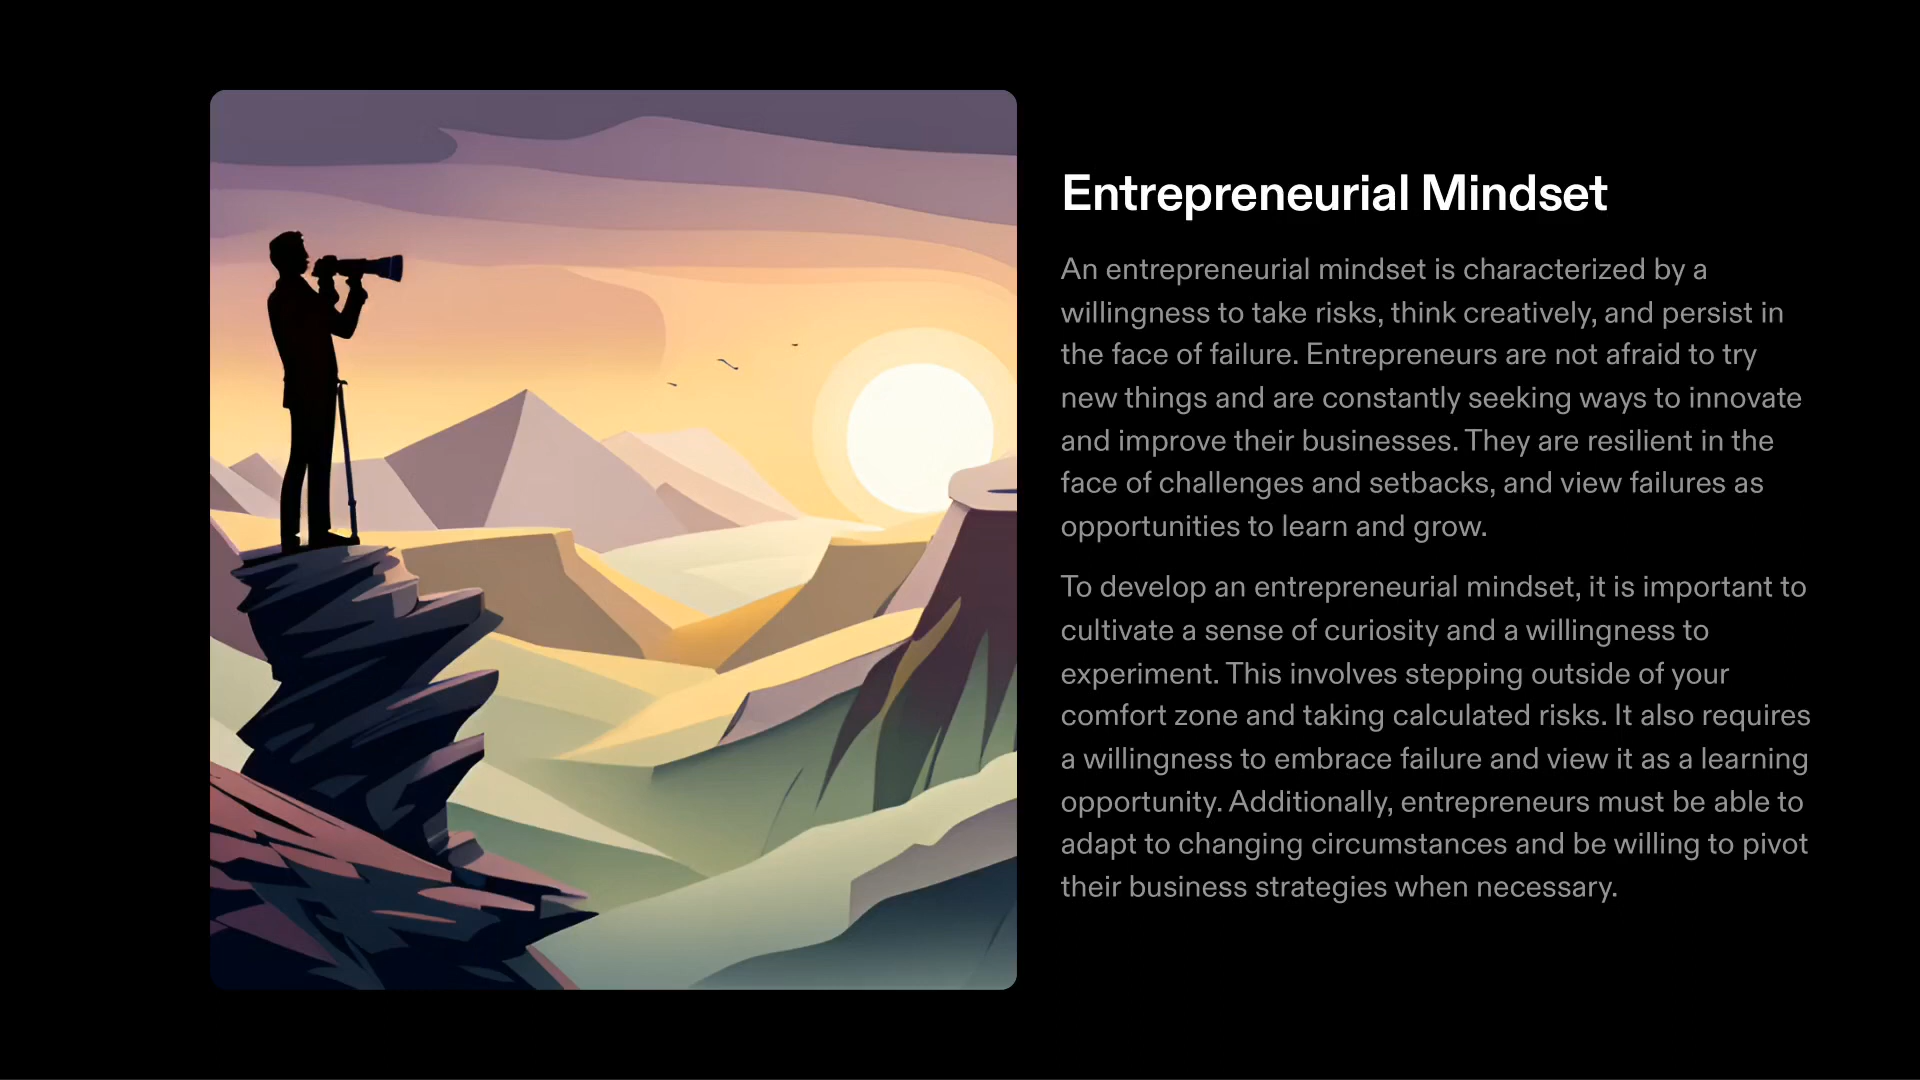 Entrepreneurial Mindset
An entrepreneurial mindset is characterized by a
willingness to take risks, think creatively, and persist in
the face of failure. Entrepreneurs are not afraid to try
new things and are constantly seeking ways to innovate
and improve their businesses. They are resilient in the
face of challenges and setbacks, and view failures as
opportunities to learn and grow.
To develop an entrepreneurial mindset, it is important to
cultivate a sense of curiosity and a willingness to
experiment. This involves stepping outside of your
comfort zone and taking calculated risks. It also requires
a willingness to embrace failure and view it as a learning
opportunity. Additionally, entrepreneurs must be able to
adapt to changing circumstances and be willing to pivot
their business strategies when necessary.